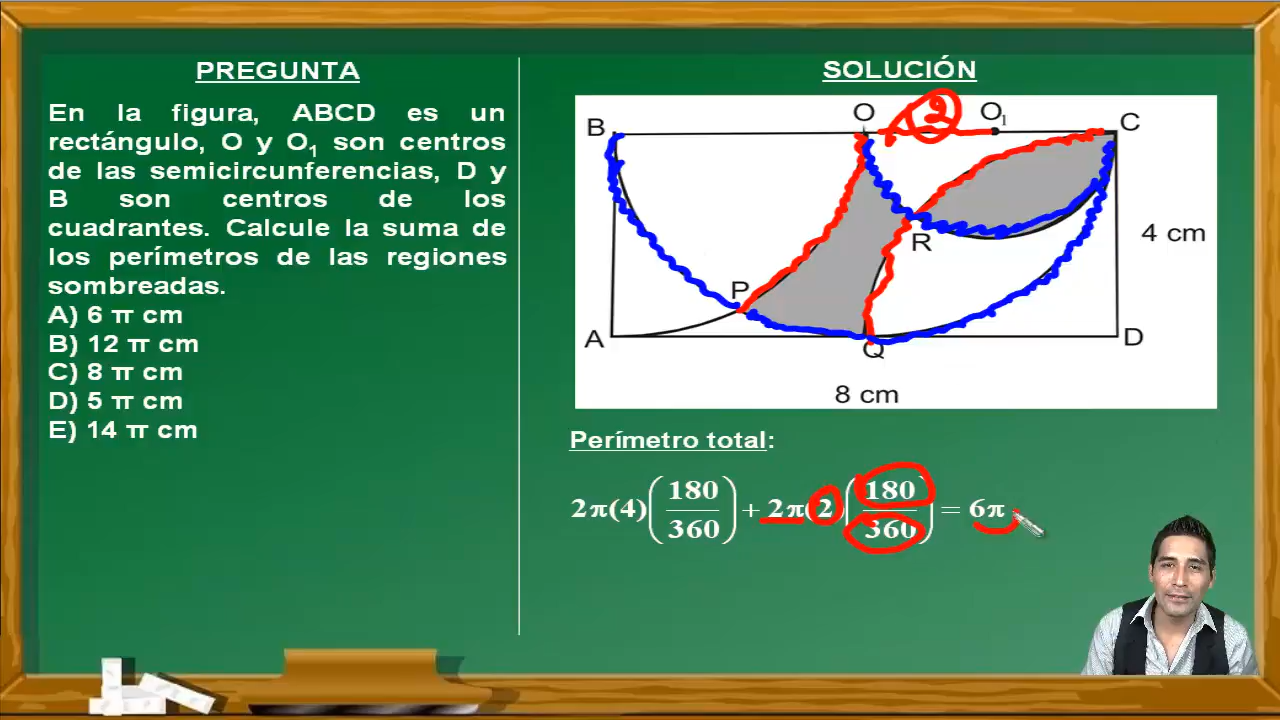 PREGUNTA
En la figura, ABCD es un
rectángulo, O y O₁ son centros
de las semicircunferencias, D y
B son centros de los
cuadrantes. Calcule la suma de
los perímetros de las regiones
sombreadas.
A) 6 π cm
B) 12 π cm
C) 8 π cm
D) 5 π cm
E) 14 π cm
SOLUCIÓN
B O 2 O₁ C
4 cm
R
P
A Q D
8 cm
Perímetro total:
2π(4)(180/360) + 2π(2)(180/360) = 6π